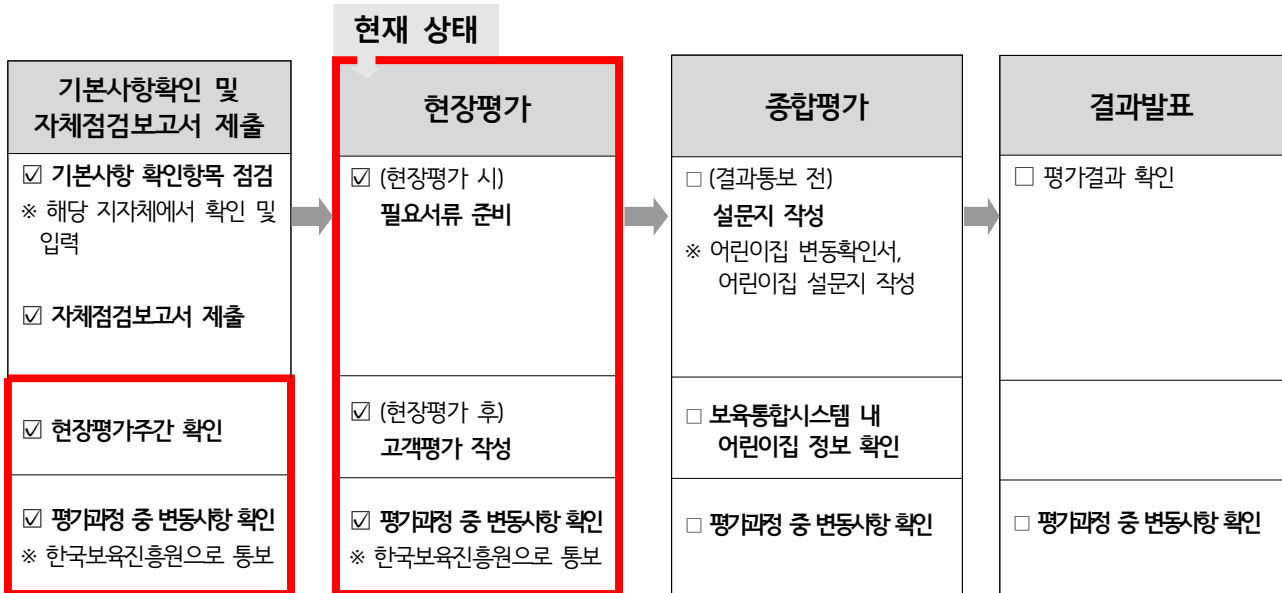 현재 상태
기본사항확인 및
자체점검보고서 제출
☑ 기본사항 확인항목 점검
※ 해당 지자체에서 확인 및
입력
☑ 자체점검보고서 제출
☑ 현장평가주간 확인
☑ 평가과정 중 변동사항 확인
※ 한국보육진흥원으로 통보
현장평가
☑ (현장평가 시)
필요서류 준비
☑ (현장평가 후)
고객평가 작성
☑ 평가과정 중 변동사항 확인
※ 한국보육진흥원으로 통보
종합평가
□ (결과통보 전)
설문지 작성
※ 어린이집 변동확인서,
어린이집 설문지 작성
□ 보육통합시스템 내
어린이집 정보 확인
□ 평가과정 중 변동사항 확인
결과발표
□ 평가결과 확인
□ 평가과정 중 변동사항 확인